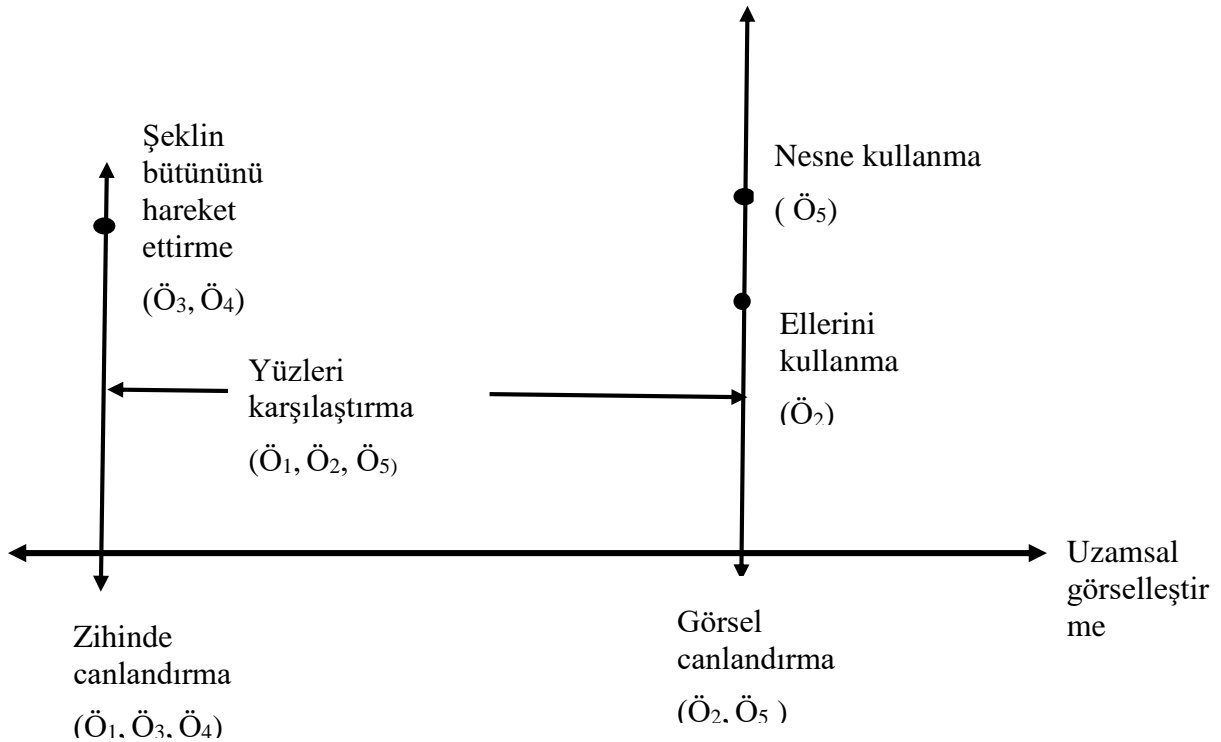 Şeklin
bütününü
hareket
ettirme
(Ö₃, Ö₄)
Nesne kullanma
( Ö₅)
Ellerini
kullanma
(Ö₂)
Yüzleri
karşılaştırma
(Ö₁, Ö₂, Ö₅)
Uzamsal
görselleştir
me
Zihinde
canlandırma
(Ö₁, Ö₃, Ö₄)
Görsel
canlandırma
(Ö₂, Ö₅ )